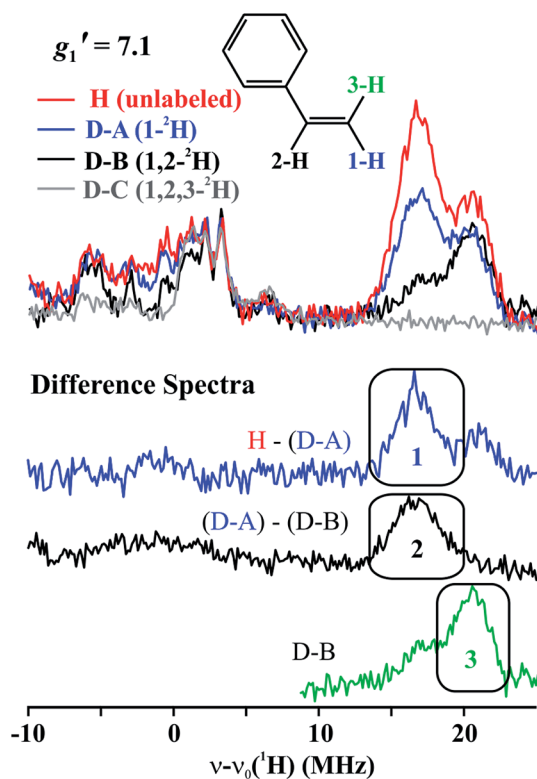 g₁′ = 7.1
H (unlabeled)
D-A (1-²H)
D-B (1,2-²H)
D-C (1,2,3-²H)
3-H
2-H
1-H
Difference Spectra
H - (D-A)
1
(D-A) - (D-B)
2
D-B
3
-10 0 10 20
ν-ν₀(¹H) (MHz)